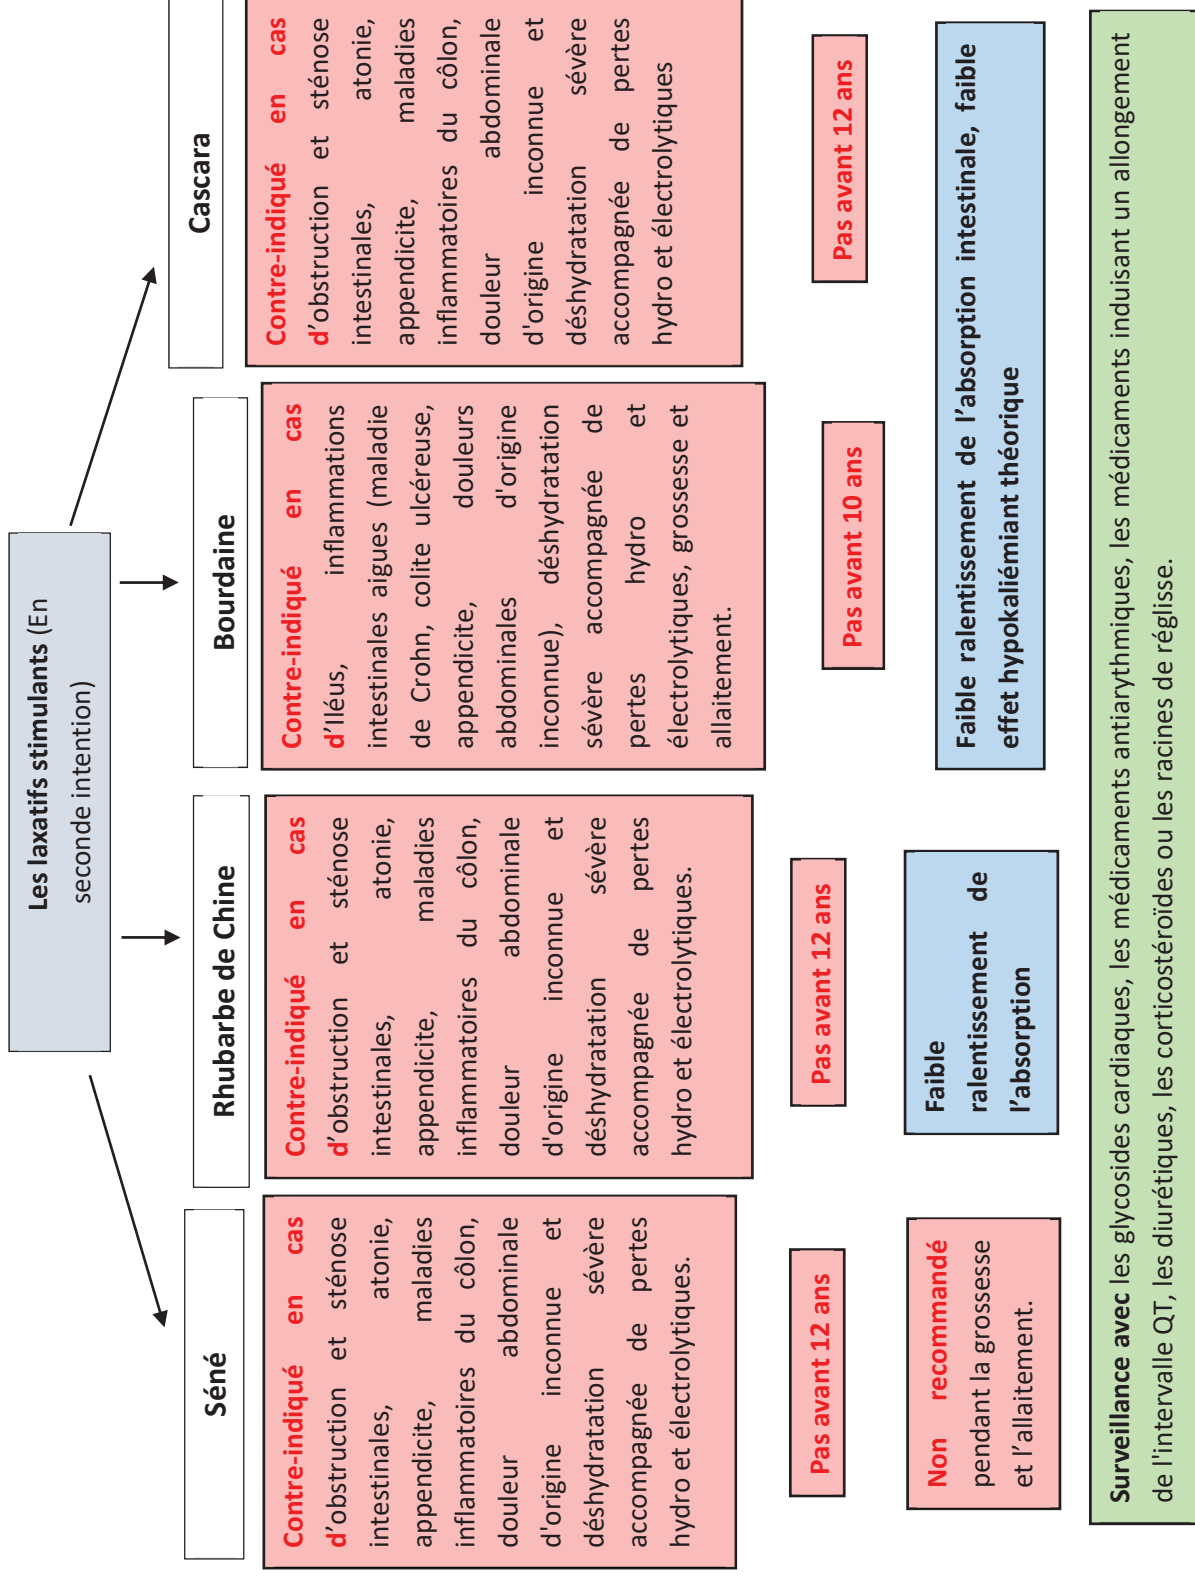 Les laxatifs stimulants (En
seconde intention)
Séné
Contre-indiqué en cas
d'obstruction et sténose
intestinales, atonie,
appendicite, maladies
inflammatoires du côlon,
douleur abdominale
d'origine inconnue et
déshydratation sévère
accompagnée de pertes
hydro et électrolytiques.
Pas avant 12 ans
Non recommandé
pendant la grossesse
et l'allaitement.
Rhubarbe de Chine
Contre-indiqué en cas
d'obstruction et sténose
intestinales, atonie,
appendicite, maladies
inflammatoires du côlon,
douleur abdominale
d'origine inconnue et
déshydratation sévère
accompagnée de pertes
hydro et électrolytiques.
Pas avant 12 ans
Faible
ralentissement de
l'absorption
Bourdaine
Contre-indiqué en cas
d'Iléus, inflammations
intestinales aigues (maladie
de Crohn, colite ulcéreuse,
appendicite, douleurs
abdominales d'origine
inconnue), déshydratation
sévère accompagnée de
pertes hydro et
électrolytiques, grossesse et
allaitement.
Pas avant 10 ans
Cascara
Contre-indiqué en cas
d'obstruction et sténose
intestinales, atonie,
appendicite, maladies
inflammatoires du côlon,
douleur abdominale
d'origine inconnue et
déshydratation sévère
accompagnée de pertes
hydro et électrolytiques
Pas avant 12 ans
Faible ralentissement de l'absorption intestinale, faible
effet hypokaliémiant théorique
Surveillance avec les glycosides cardiaques, les médicaments antiarythmiques, les médicaments induisant un allongement
de l'intervalle QT, les diurétiques, les corticostéroïdes ou les racines de réglisse.